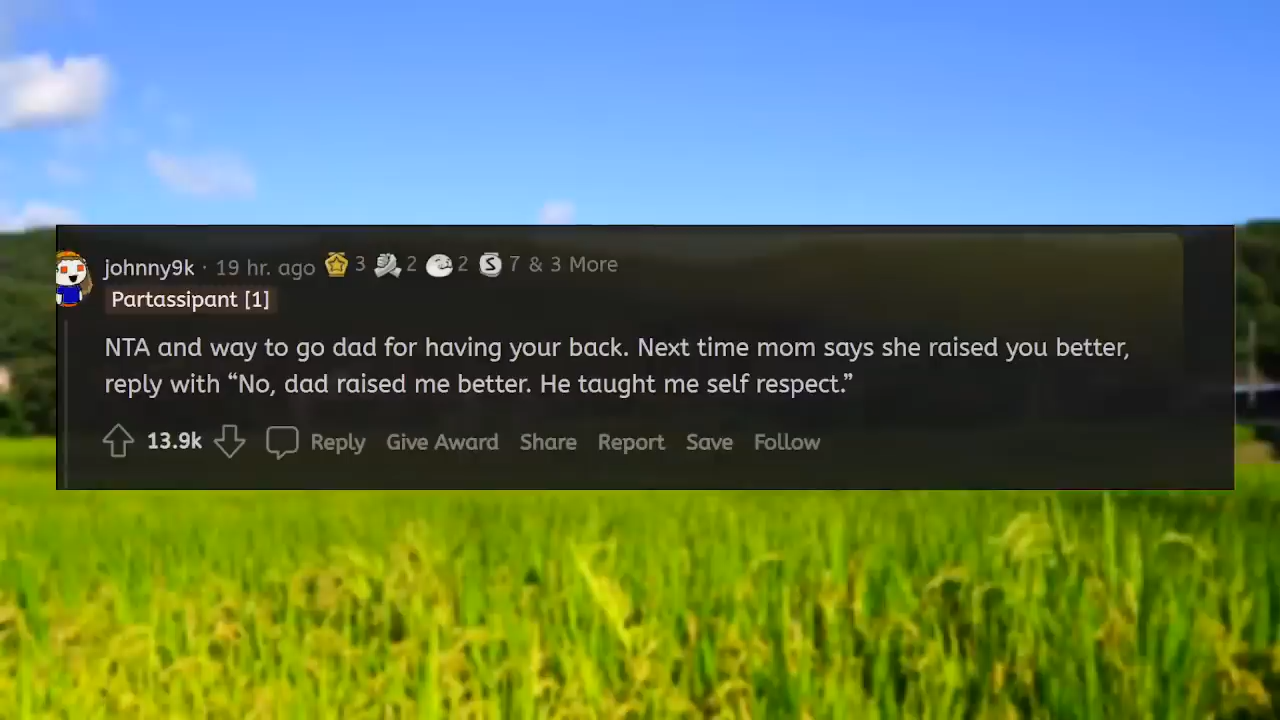 johnny9k · 19 hr. ago 3 2 2 S 7 & 3 More
Partassipant [1]
NTA and way to go dad for having your back. Next time mom says she raised you better,
reply with “No, dad raised me better. He taught me self respect.”
13.9k Reply Give Award Share Report Save Follow